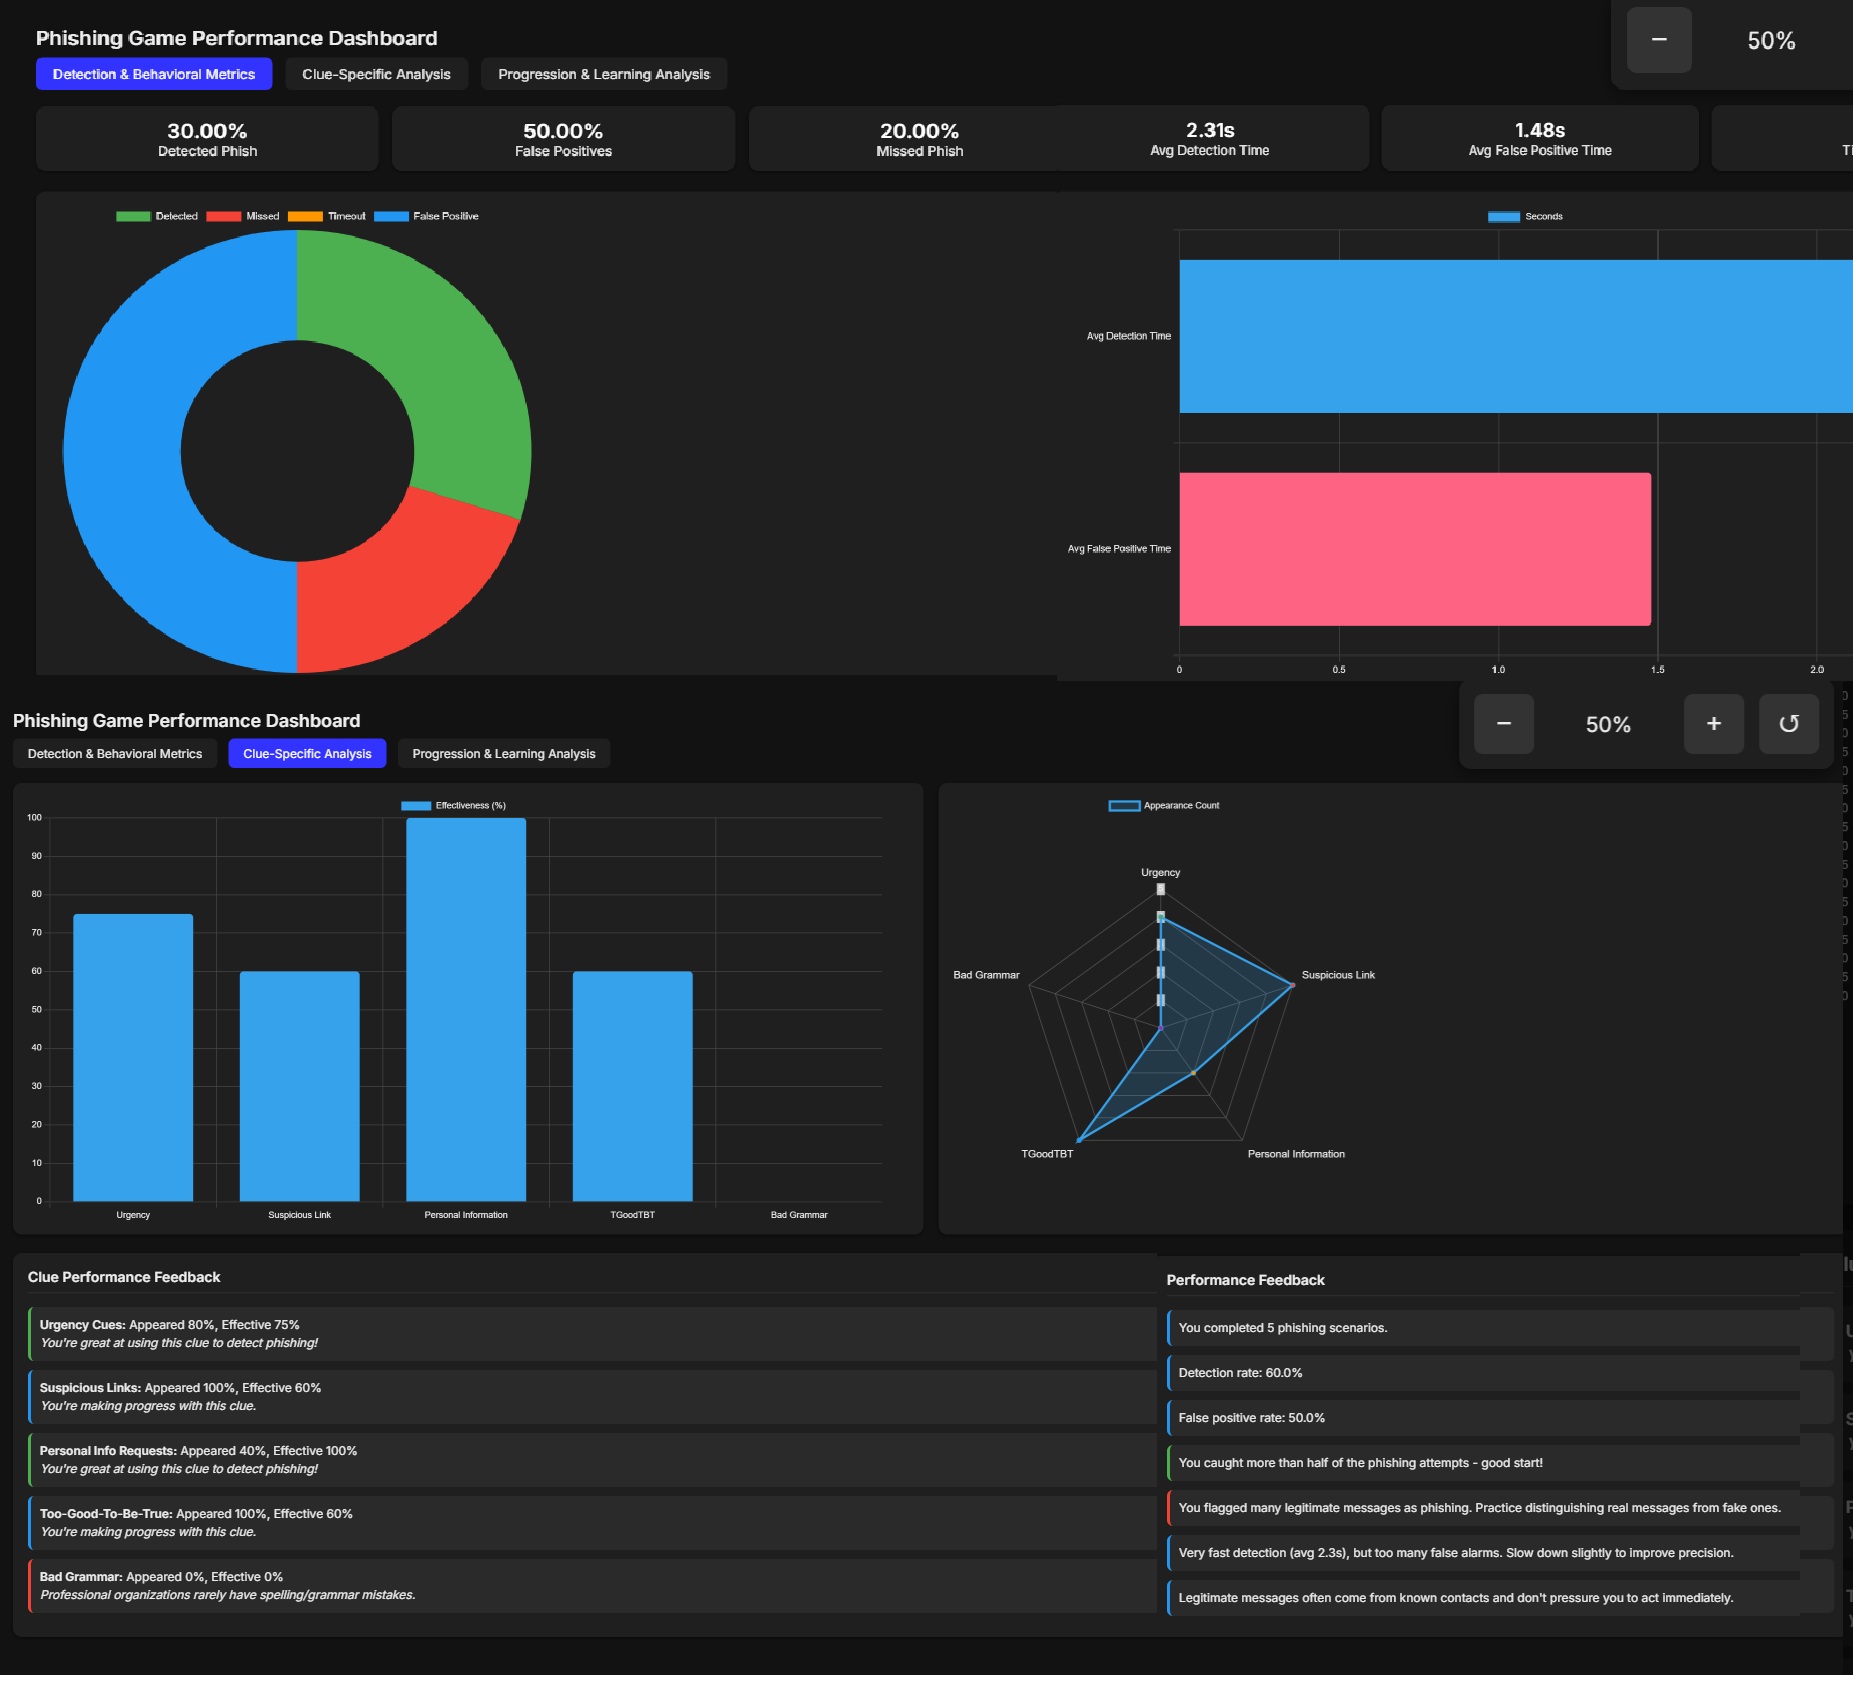 Phishing Game Performance Dashboard
− 50%
Detection & Behavioral Metrics Clue-Specific Analysis Progression & Learning Analysis
30.00% 50.00% 20.00% 2.31s 1.48s
Detected Phish False Positives Missed Phish Avg Detection Time Avg False Positive Time
Detected Missed Timeout False Positive
Seconds
Avg Detection Time
Avg False Positive Time
0 0.5 1.0 1.5 2.0
Phishing Game Performance Dashboard
− 50% + ↺
Detection & Behavioral Metrics Clue-Specific Analysis Progression & Learning Analysis
Effectiveness (%)
100
90
80
70
60
50
40
30
20
10
0
Urgency Suspicious Link Personal Information TGoodTBT Bad Grammar
Appearance Count
Urgency
Suspicious Link
Bad Grammar
TGoodTBT
Personal Information
Clue Performance Feedback
Urgency Cues: Appeared 80%, Effective 75%
You're great at using this clue to detect phishing!
Suspicious Links: Appeared 100%, Effective 60%
You're making progress with this clue.
Personal Info Requests: Appeared 40%, Effective 100%
You're great at using this clue to detect phishing!
Too-Good-To-Be-True: Appeared 100%, Effective 60%
You're making progress with this clue.
Bad Grammar: Appeared 0%, Effective 0%
Professional organizations rarely have spelling/grammar mistakes.
Performance Feedback
You completed 5 phishing scenarios.
Detection rate: 60.0%
False positive rate: 50.0%
You caught more than half of the phishing attempts - good start!
You flagged many legitimate messages as phishing. Practice distinguishing real messages from fake ones.
Very fast detection (avg 2.3s), but too many false alarms. Slow down slightly to improve precision.
Legitimate messages often come from known contacts and don't pressure you to act immediately.